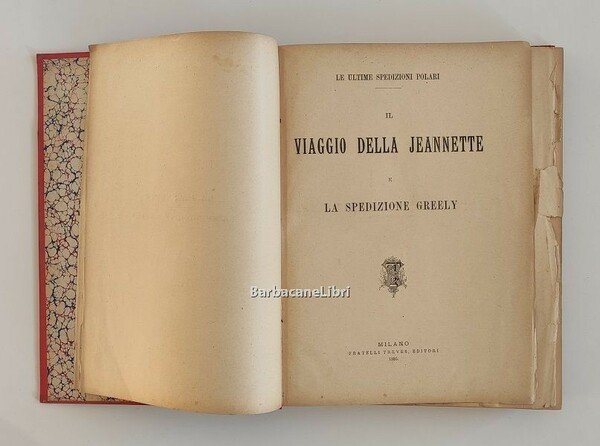 LE ULTIME SPEDIZIONI POLARI
IL
VIAGGIO DELLA JEANNETTE
E
LA SPEDIZIONE GREELY
BarbacaneLibri
MILANO
FRATELLI TREVES, EDITORI